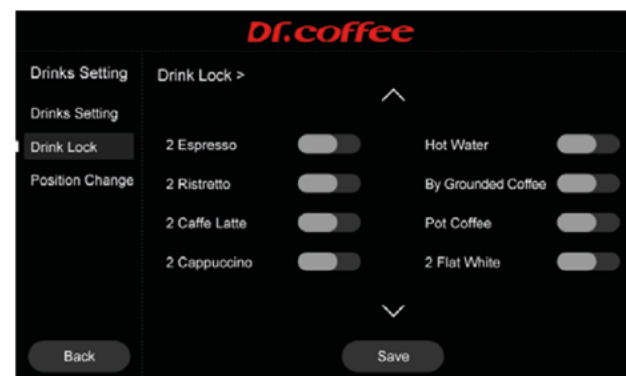 Dr.coffee
Drinks Setting
Drink Lock >
Drinks Setting
Drink Lock
Position Change
2 Espresso
Hot Water
2 Ristretto
By Grounded Coffee
2 Caffe Latte
Pot Coffee
2 Cappuccino
2 Flat White
Back
Save